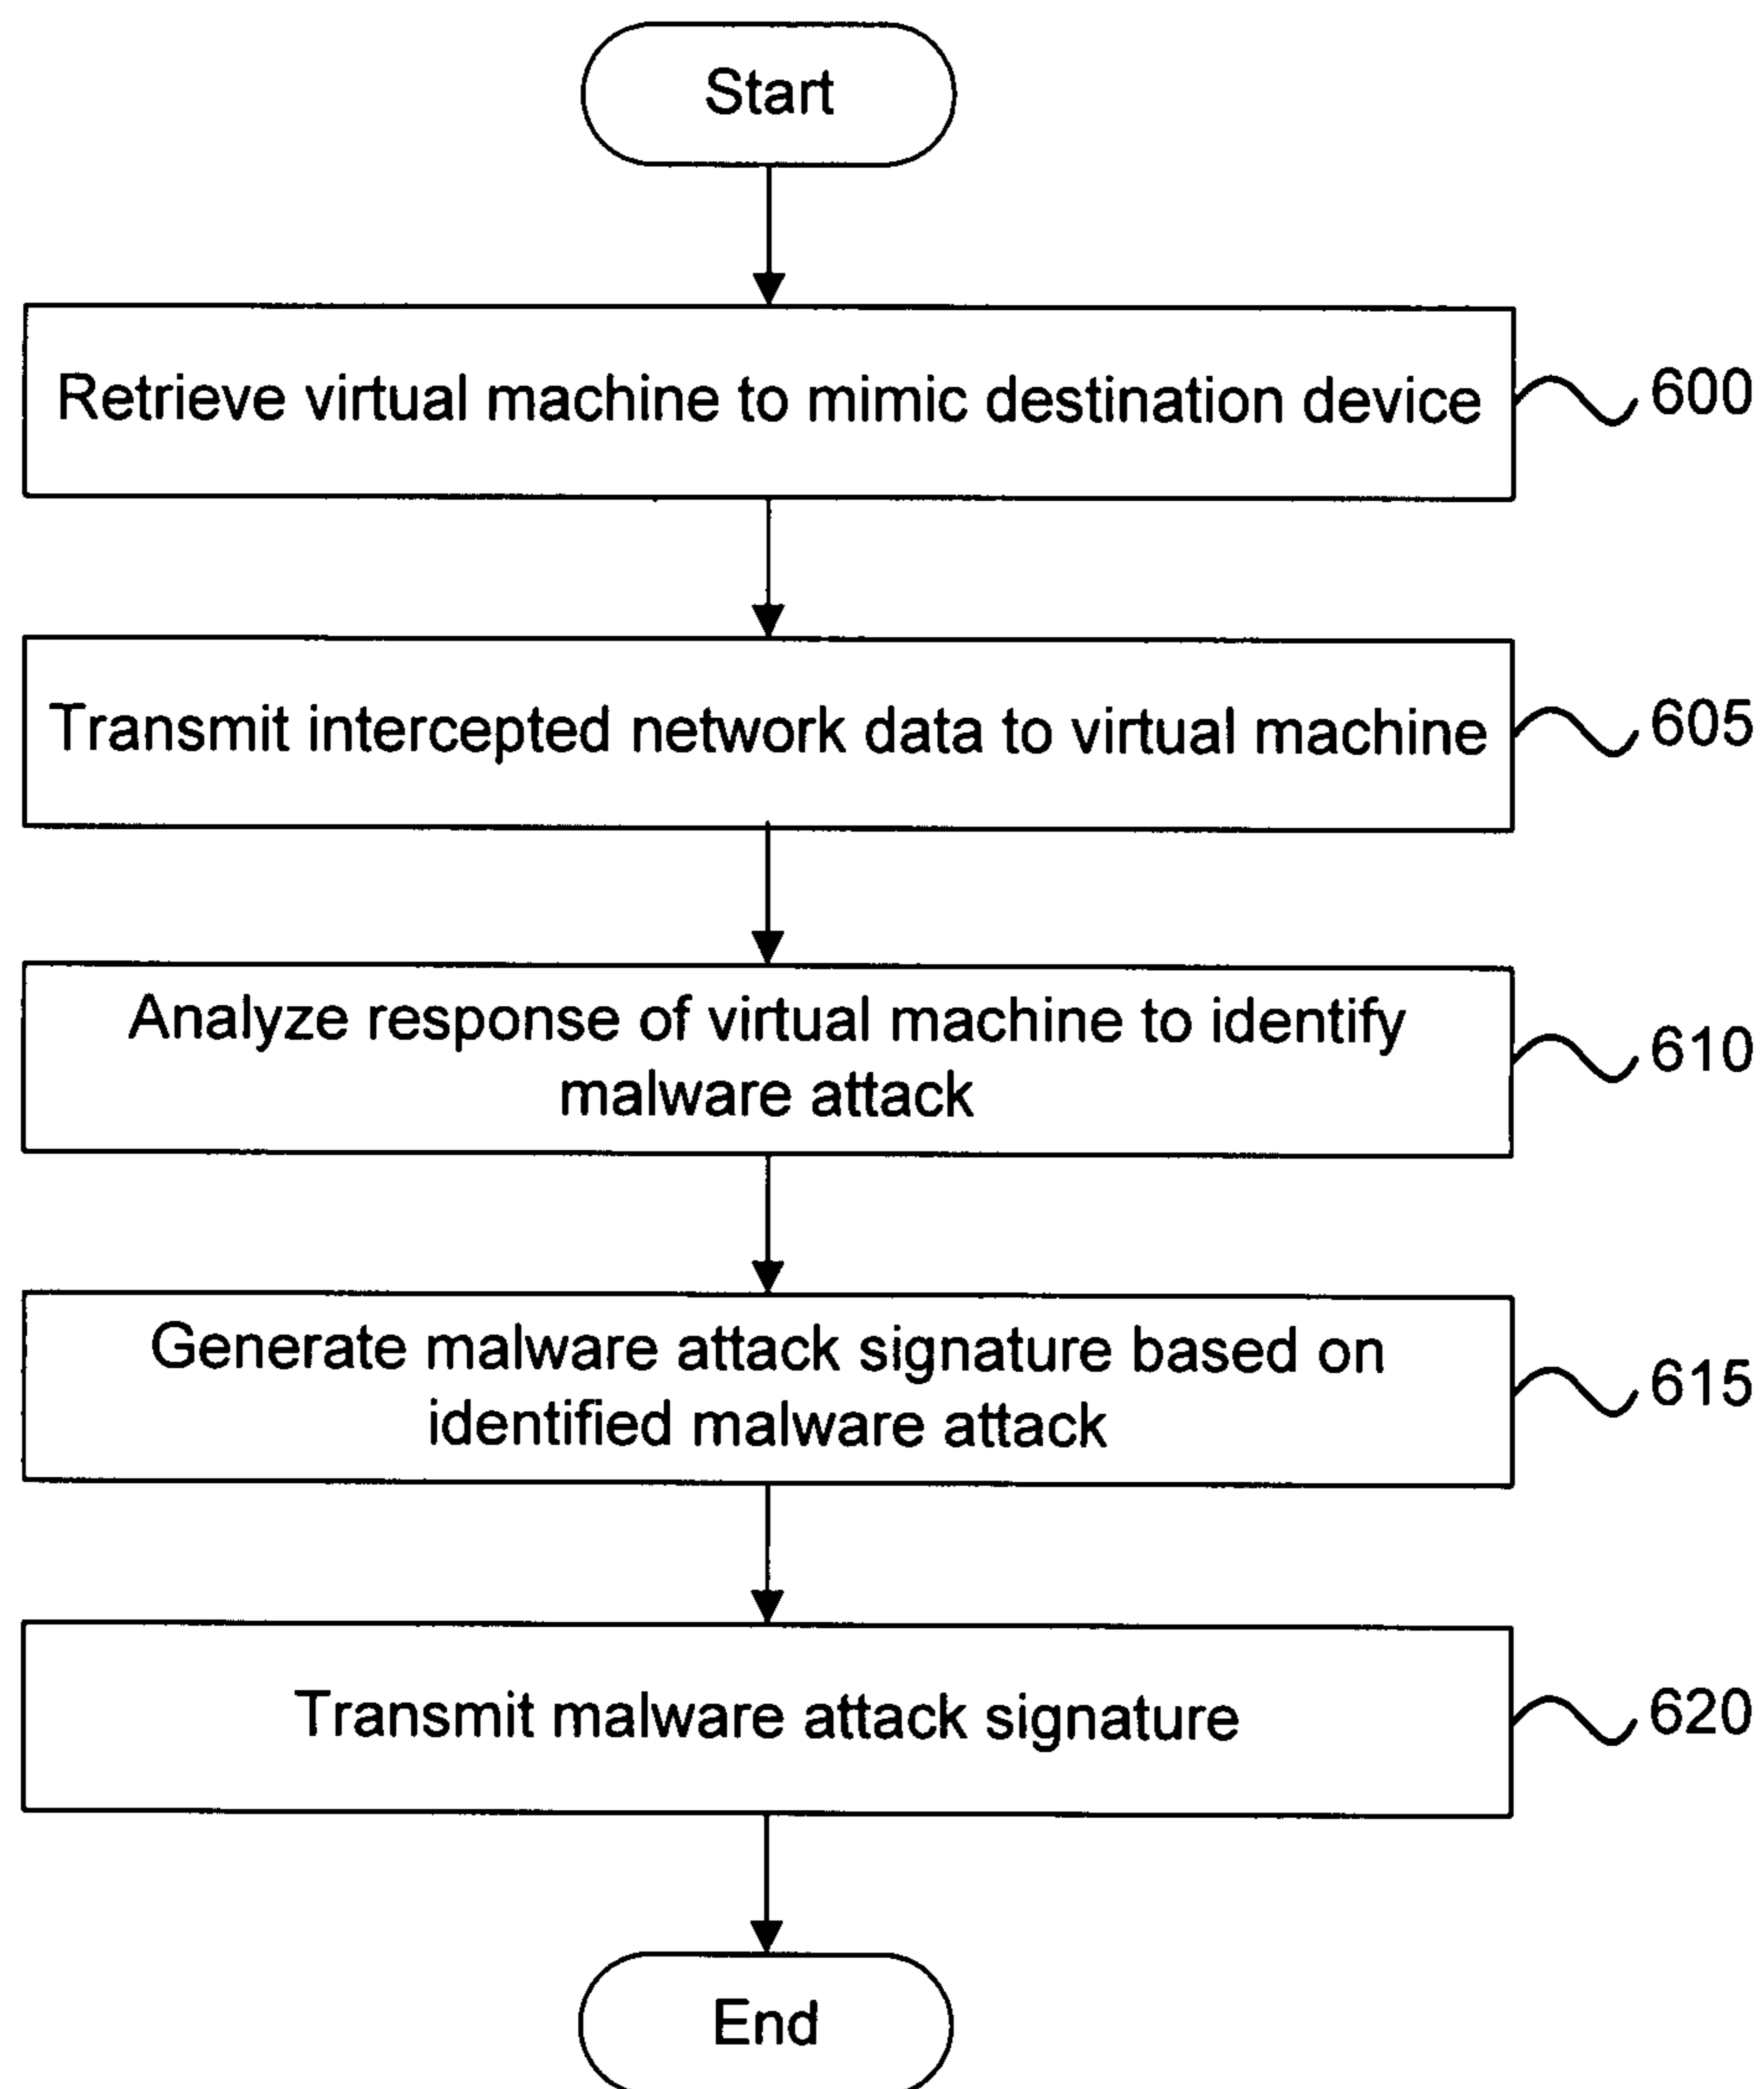 Start
Retrieve virtual machine to mimic destination device
600
Transmit intercepted network data to virtual machine
605
Analyze response of virtual machine to identify
malware attack
610
Generate malware attack signature based on
identified malware attack
615
Transmit malware attack signature
620
End